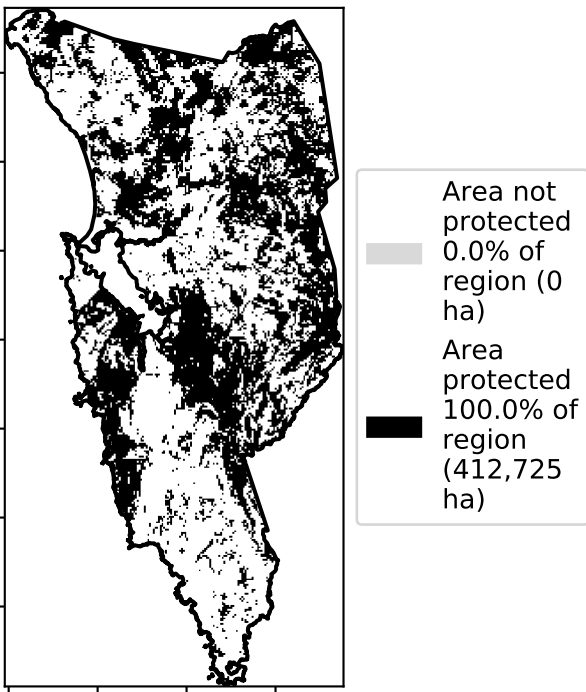 Area not
protected
0.0% of
region (0
ha)
Area
protected
100.0% of
region
(412,725
ha)